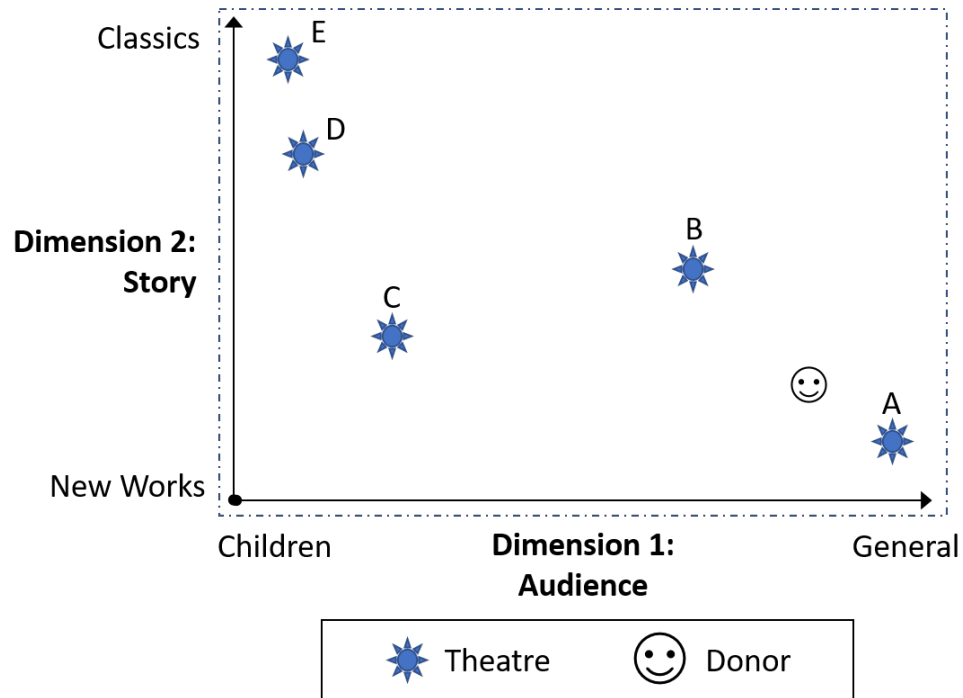 Classics
E
D
Dimension 2:
Story
B
C
A
New Works
Children
Dimension 1:
Audience
General
Theatre
Donor